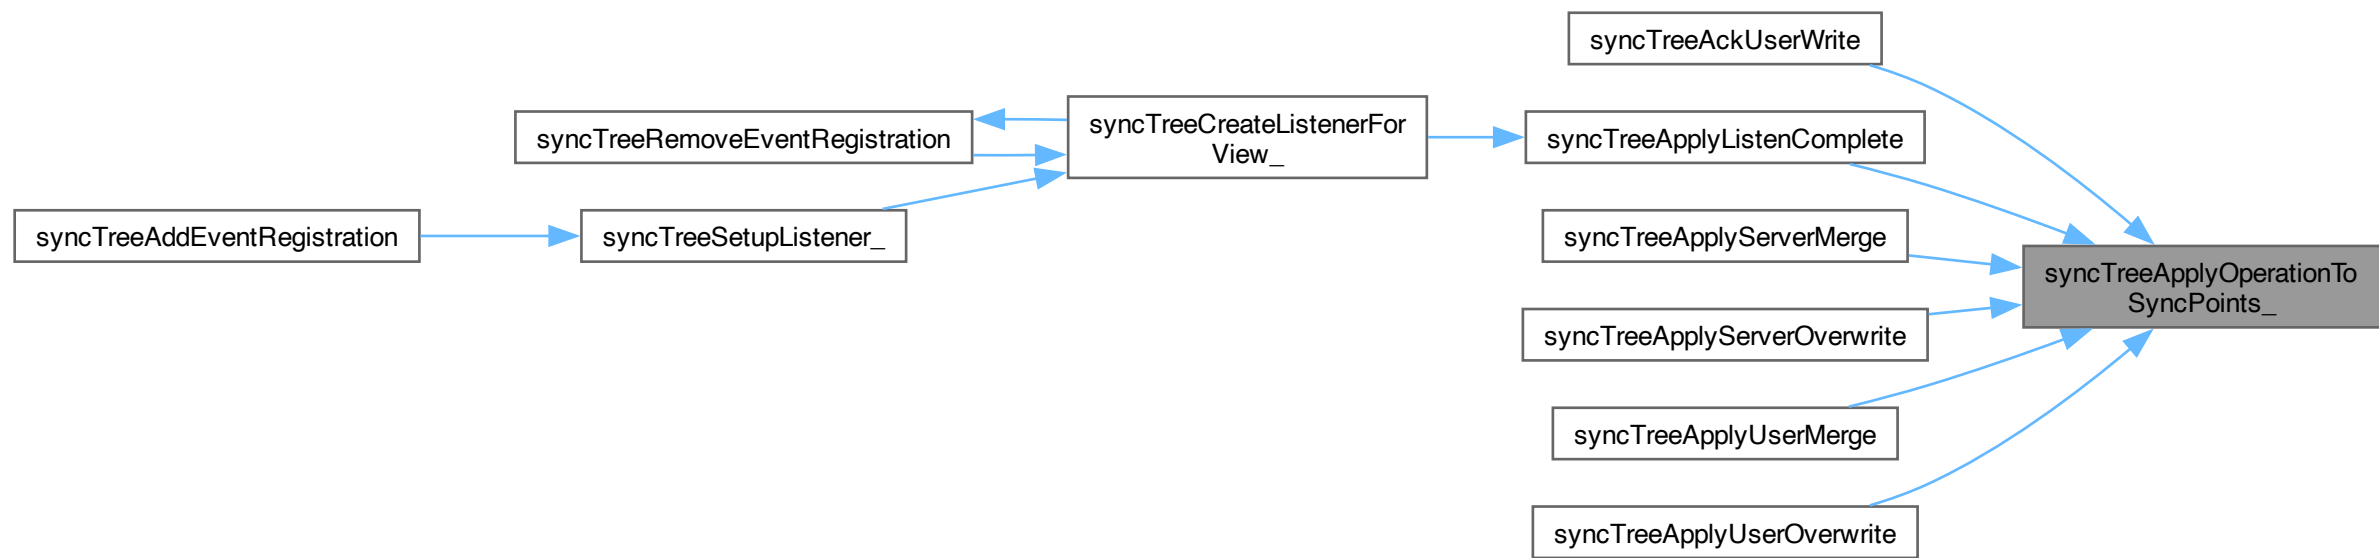 syncTreeAckUserWrite
syncTreeCreateListenerFor
View_
syncTreeRemoveEventRegistration
syncTreeApplyListenComplete
syncTreeAddEventRegistration
syncTreeSetupListener_
syncTreeApplyServerMerge
syncTreeApplyOperationTo
SyncPoints_
syncTreeApplyServerOverwrite
syncTreeApplyUserMerge
syncTreeApplyUserOverwrite